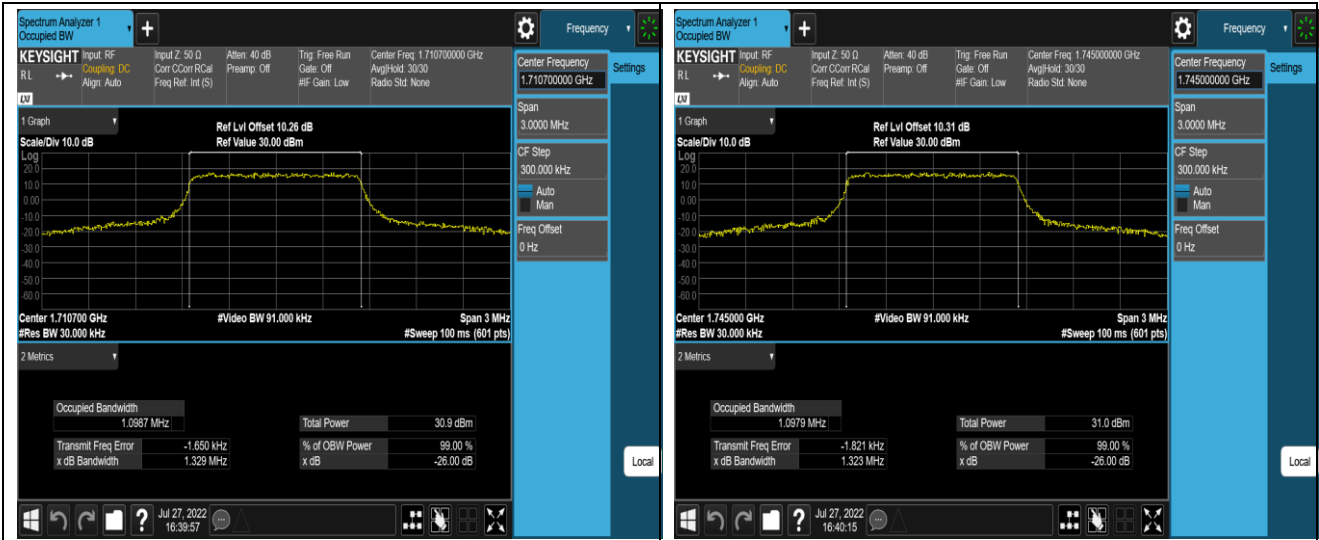 Spectrum Analyzer 1
Occupied BW
+
Frequency
KEYSIGHT
RL
LXI
Input: RF
Coupling: DC
Align: Auto
Input Z: 50 Ω
Corr CCorr RCal
Freq Ref: Int (S)
Atten: 40 dB
Preamp: Off
Trig: Free Run
Gate: Off
#IF Gain: Low
Center Freq: 1.710700000 GHz
Avg|Hold: 30/30
Radio Std: None
Center Frequency
1.710700000 GHz
Settings
Span
3.0000 MHz
CF Step
300.000 kHz
Auto
Man
Freq Offset
0 Hz
Local
1 Graph
Scale/Div 10.0 dB
Ref Lvl Offset 10.26 dB
Ref Value 30.00 dBm
Log
20.0
10.0
0.00
-10.0
-20.0
-30.0
-40.0
-50.0
-60.0
Center 1.710700 GHz
#Video BW 91.000 kHz
Span 3 MHz
#Res BW 30.000 kHz
#Sweep 100 ms (601 pts)
2 Metrics
Occupied Bandwidth
1.0987 MHz
Total Power 30.9 dBm
Transmit Freq Error -1.650 kHz
% of OBW Power 99.00 %
x dB Bandwidth 1.329 MHz
x dB -26.00 dB
?
Jul 27, 2022
16:39:57
Spectrum Analyzer 1
Occupied BW
+
Frequency
KEYSIGHT
RL
LXI
Input: RF
Coupling: DC
Align: Auto
Input Z: 50 Ω
Corr CCorr RCal
Freq Ref: Int (S)
Atten: 40 dB
Preamp: Off
Trig: Free Run
Gate: Off
#IF Gain: Low
Center Freq: 1.745000000 GHz
Avg|Hold: 30/30
Radio Std: None
Center Frequency
1.745000000 GHz
Settings
Span
3.0000 MHz
CF Step
300.000 kHz
Auto
Man
Freq Offset
0 Hz
Local
1 Graph
Scale/Div 10.0 dB
Ref Lvl Offset 10.31 dB
Ref Value 30.00 dBm
Log
20.0
10.0
0.00
-10.0
-20.0
-30.0
-40.0
-50.0
-60.0
Center 1.745000 GHz
#Video BW 91.000 kHz
Span 3 MHz
#Res BW 30.000 kHz
#Sweep 100 ms (601 pts)
2 Metrics
Occupied Bandwidth
1.0979 MHz
Total Power 31.0 dBm
Transmit Freq Error -1.821 kHz
% of OBW Power 99.00 %
x dB Bandwidth 1.323 MHz
x dB -26.00 dB
?
Jul 27, 2022
16:40:15